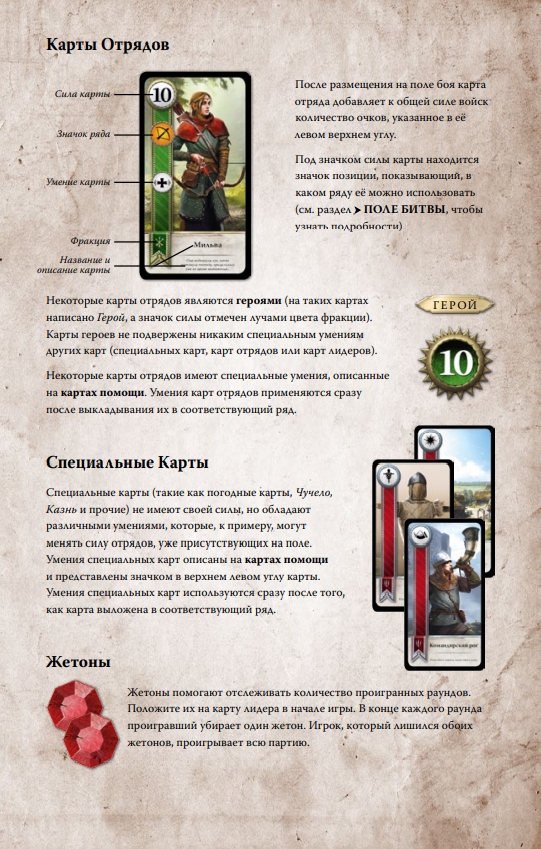 Карты Отрядов
Сила карты
10
Значок ряда
Умение карты
Фракция
Название и
описание карты
Мильва
После размещения на поле боя карта
отряда добавляет к общей силе войск
количество очков, указанное в её
левом верхнем углу.
Под значком силы карты находится
значок позиции, показывающий, в
каком ряду её можно использовать
(см. раздел ➤ ПОЛЕ БИТВЫ, чтобы
узнать подробности)
Некоторые карты отрядов являются героями (на таких картах
написано Герой, а значок силы отмечен лучами цвета фракции).
Карты героев не подвержены никаким специальным умениям
других карт (специальных карт, карт отрядов или карт лидеров).
ГЕРОЙ
10
Некоторые карты отрядов имеют специальные умения, описанные
на картах помощи. Умения карт отрядов применяются сразу
после выкладывания их в соответствующий ряд.
Специальные Карты
Специальные карты (такие как погодные карты, Чучело,
Казнь и прочие) не имеют своей силы, но обладают
различными умениями, которые, к примеру, могут
менять силу отрядов, уже присутствующих на поле.
Умения специальных карт описаны на картах помощи
и представлены значком в верхнем левом углу карты.
Умения специальных карт используются сразу после того,
как карта выложена в соответствующий ряд.
Командирский рог
Жетоны
Жетоны помогают отслеживать количество проигранных раундов.
Положите их на карту лидера в начале игры. В конце каждого раунда
проигравший убирает один жетон. Игрок, который лишился обоих
жетонов, проигрывает всю партию.